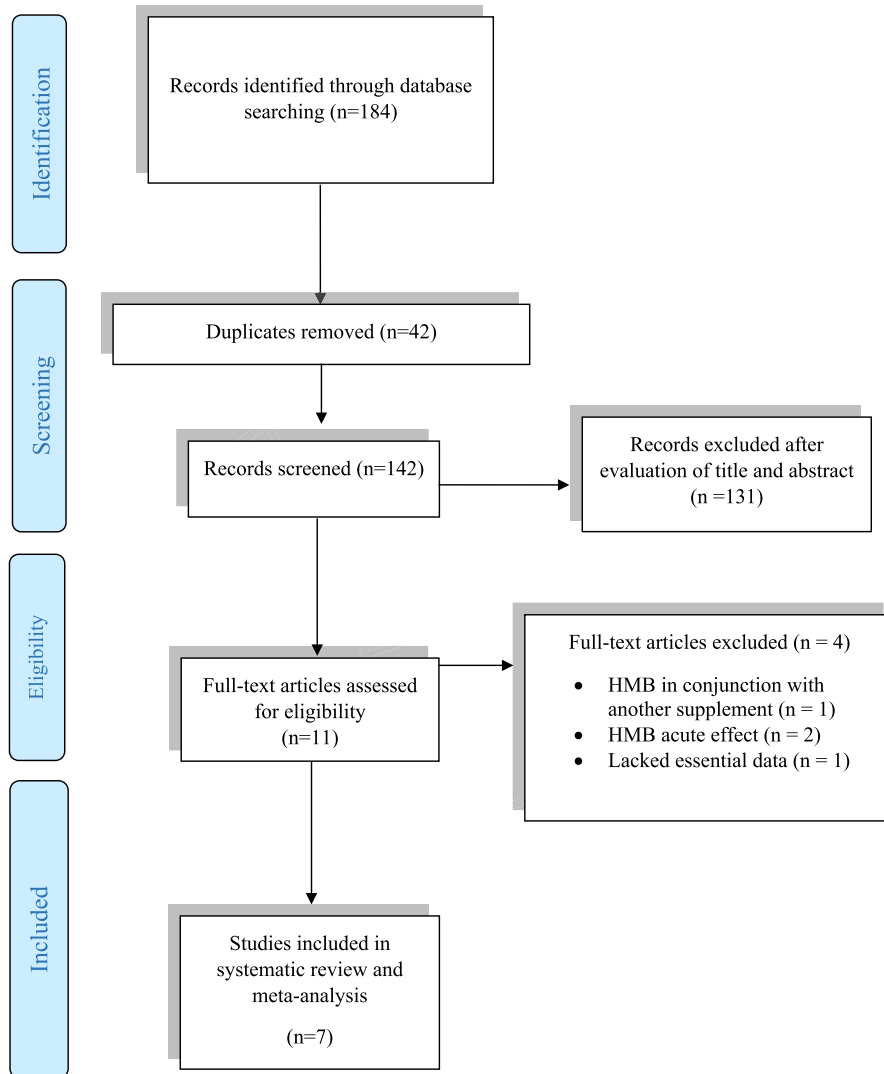 Identification
Records identified through database
searching (n=184)
Screening
Duplicates removed (n=42)
Records screened (n=142)
Records excluded after
evaluation of title and abstract
(n =131)
Eligibility
Full-text articles assessed
for eligibility
(n=11)
Full-text articles excluded (n = 4)
• HMB in conjunction with
another supplement (n = 1)
• HMB acute effect (n = 2)
• Lacked essential data (n = 1)
Included
Studies included in
systematic review and
meta-analysis
(n=7)